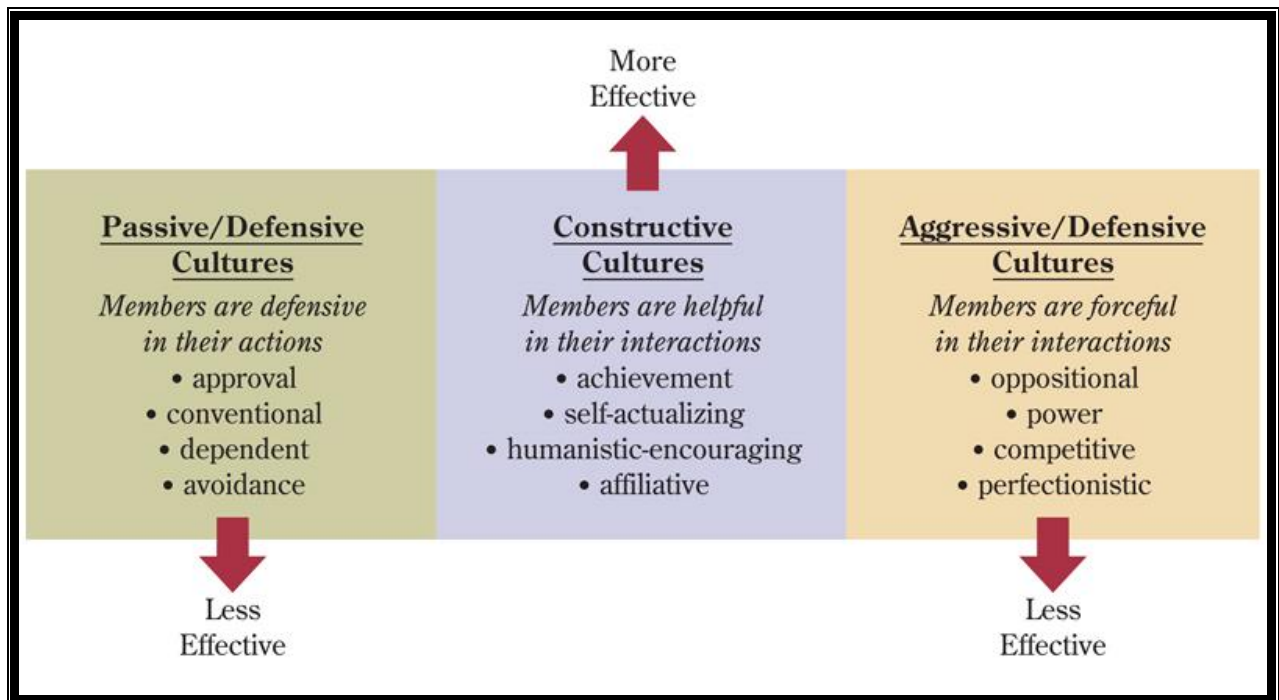 More
Effective
Passive/Defensive
Cultures
Members are defensive
in their actions
• approval
• conventional
• dependent
• avoidance
Constructive
Cultures
Members are helpful
in their interactions
• achievement
• self-actualizing
• humanistic-encouraging
• affiliative
Aggressive/Defensive
Cultures
Members are forceful
in their interactions
• oppositional
• power
• competitive
• perfectionistic
Less
Effective
Less
Effective